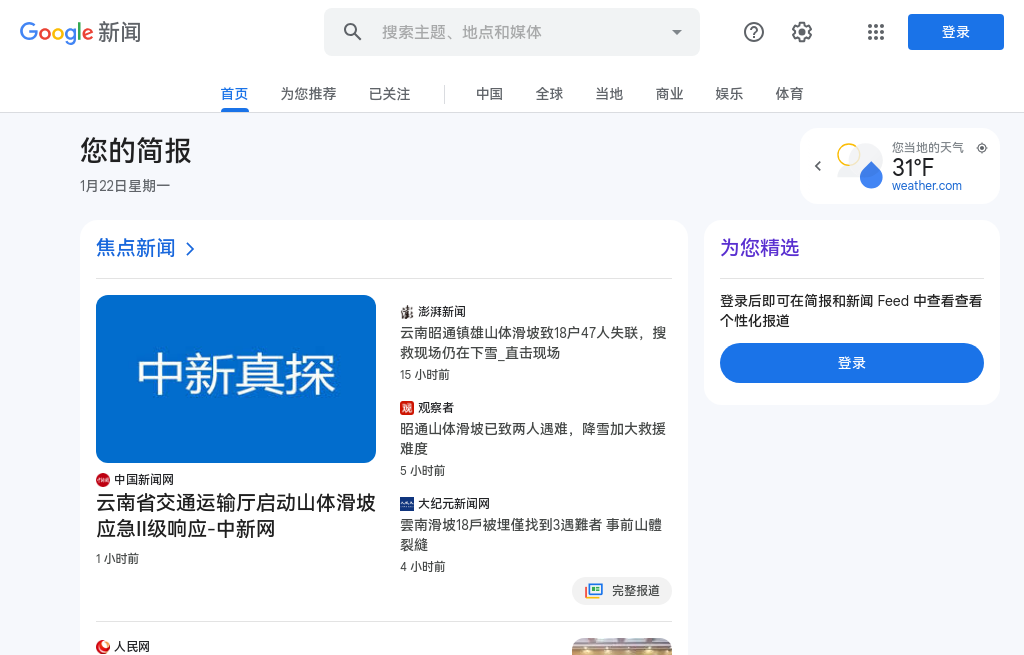 Google 新闻
搜索主题、地点和媒体
登录
首页
为您推荐
已关注
中国
全球
当地
商业
娱乐
体育
您的简报
1月22日星期一
您当地的天气
31°F
weather.com
焦点新闻
中新真探
中国新闻网
云南省交通运输厅启动山体滑坡
应急II级响应-中新网
1 小时前
澎湃新闻
云南昭通镇雄山体滑坡致18户47人失联，搜
救现场仍在下雪_直击现场
15 小时前
观察者
昭通山体滑坡已致两人遇难，降雪加大救援
难度
5 小时前
大纪元新闻网
雲南滑坡18戶被埋僅找到3遇難者 事前山體
裂縫
4 小时前
完整报道
人民网
为您精选
登录后即可在简报和新闻 Feed 中查看查看
个性化报道
登录